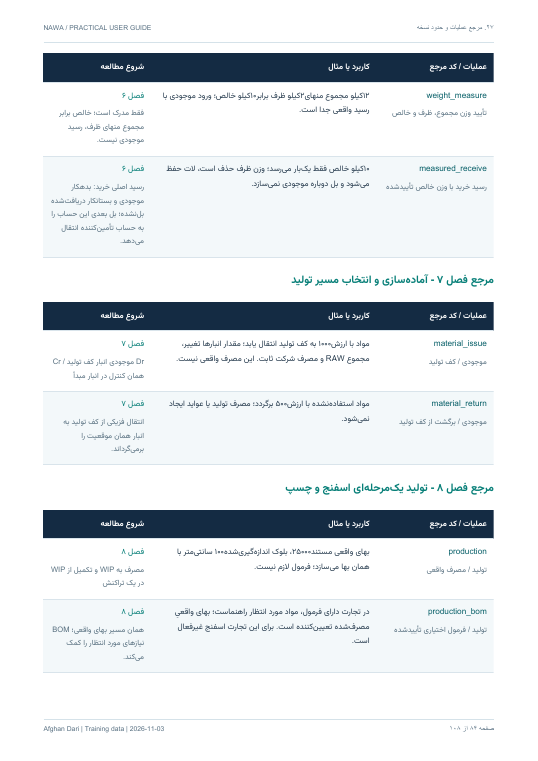 ۴۲. مرجع عملیات و حدود نسخه
NAWA / PRACTICAL USER GUIDE
عملیات / کد مرجع
کاربرد یا مثال
شروع مطالعه
weight_measure
تأیید وزن مجموع، ظرف و خالص
۱۲کیلو مجموع منهای۲کیلو ظرف برابر۱۰کیلو خالص؛ ورود موجودی با
رسید واقعی جدا است.
فصل ۶
فقط مدرک است؛ خالص برابر
مجموع منهای ظرف، رسید
موجودی نیست.
measured_receive
رسید خرید با وزن خالص تأییدشده
۱۰کیلو خالص فقط یک‌بار می‌رسد؛ وزن ظرف حذف است، لات حفظ
می‌شود و بل دوباره موجودی نمی‌سازد.
فصل ۶
رسید اصلی خرید: بدهکار
موجودی و بستانکار دریافت‌شده
بل‌نشده؛ بل بعدی این حساب را
به حساب تأمین‌کننده انتقال
می‌دهد.
مرجع فصل ۷ - آماده‌سازی و انتخاب مسیر تولید
عملیات / کد مرجع
کاربرد یا مثال
شروع مطالعه
material_issue
موجودی / کف تولید
مواد با ارزش۱۰۰۰ به کف تولید انتقال یابد؛ مقدار انبارها تغییر،
مجموع RAW و مصرف شرکت ثابت. این مصرف واقعی نیست.
فصل ۷
Dr موجودی انبار کف تولید / Cr
همان کنترل در انبار مبدأ
material_return
موجودی / برگشت از کف تولید
مواد استفاده‌نشده با ارزش۵۰۰ برگردد؛ مصرف تولید یا عواید ایجاد
نمی‌شود.
فصل ۷
انتقال فزیکی از کف تولید به
انبار همان موقعیت را
برمی‌گرداند.
مرجع فصل ۸ - تولید یک‌مرحله‌ای اسفنج و چسپ
عملیات / کد مرجع
کاربرد یا مثال
شروع مطالعه
production
تولید / مصرف واقعی
بهای واقعی مستند۲۵۰۰۰، بلوک اندازه‌گیری‌شده۱۰۰ سانتی‌متر با
همان بها می‌سازد؛ فرمول لازم نیست.
فصل ۸
مصرف به WIP و تکمیل از WIP
در یک تراکنش
production_bom
تولید / فرمول اختیاری تأییدشده
در تجارت دارای فرمول، مواد مورد انتظار راهنماست؛ بهای واقعیِ
مصرف‌شده تعیین‌کننده است. برای این تجارت اسفنج غیرفعال
است.
فصل ۸
همان مسیر بهای واقعی؛ BOM
نیازهای مورد انتظار را کمک
می‌کند.
صفحه ۸۴ از ۱۰۸
Afghan Dari | Training data | 2026-11-03